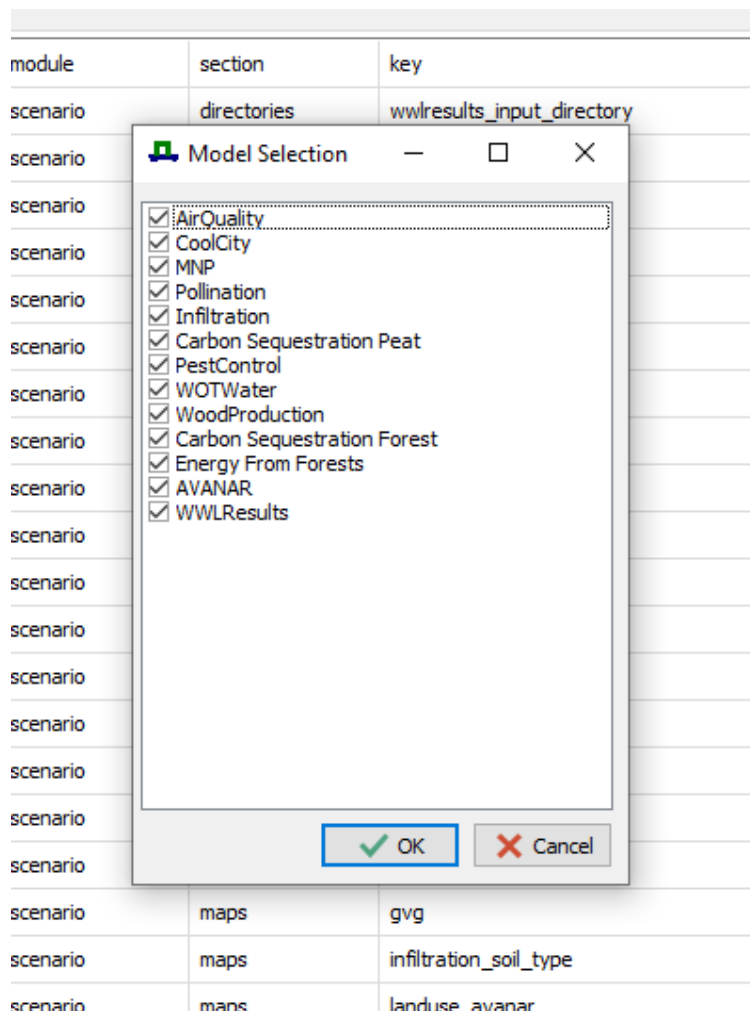 module section key
scenario directories wwlresults_input_directory
scenario
Model Selection
scenario
AirQuality
scenario
CoolCity
MNP
scenario
Pollination
Infiltration
scenario
Carbon Sequestration Peat
PestControl
scenario
WOTWater
WoodProduction
scenario
Carbon Sequestration Forest
Energy From Forests
scenario
AVANAR
WWLResults
scenario
scenario
scenario
scenario
scenario
scenario
scenario
OK Cancel
scenario
scenario maps gvg
scenario maps infiltration_soil_type
scenario maps landuse_avanar